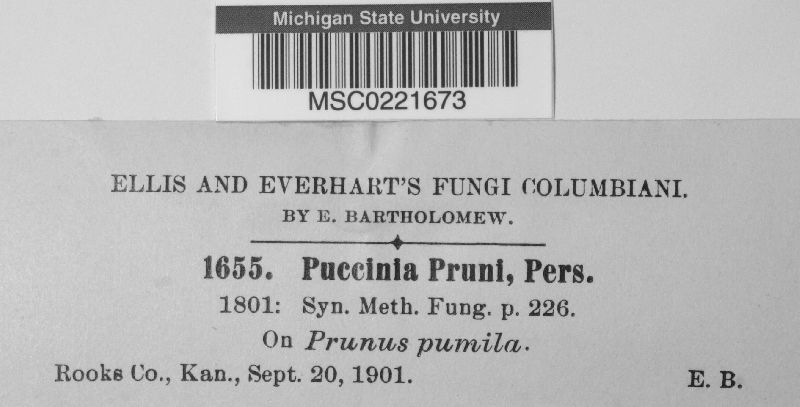 Michigan State University
MSC0221673
ELLIS AND EVERHART'S FUNGI COLUMBIANI.
BY E. BARTHOLOMEW.
1655. Puccinia Pruni, Pers.
1801: Syn. Meth. Fung. p. 226.
On Prunus pumila.
Rooks Co., Kan., Sept. 20, 1901. E. B.